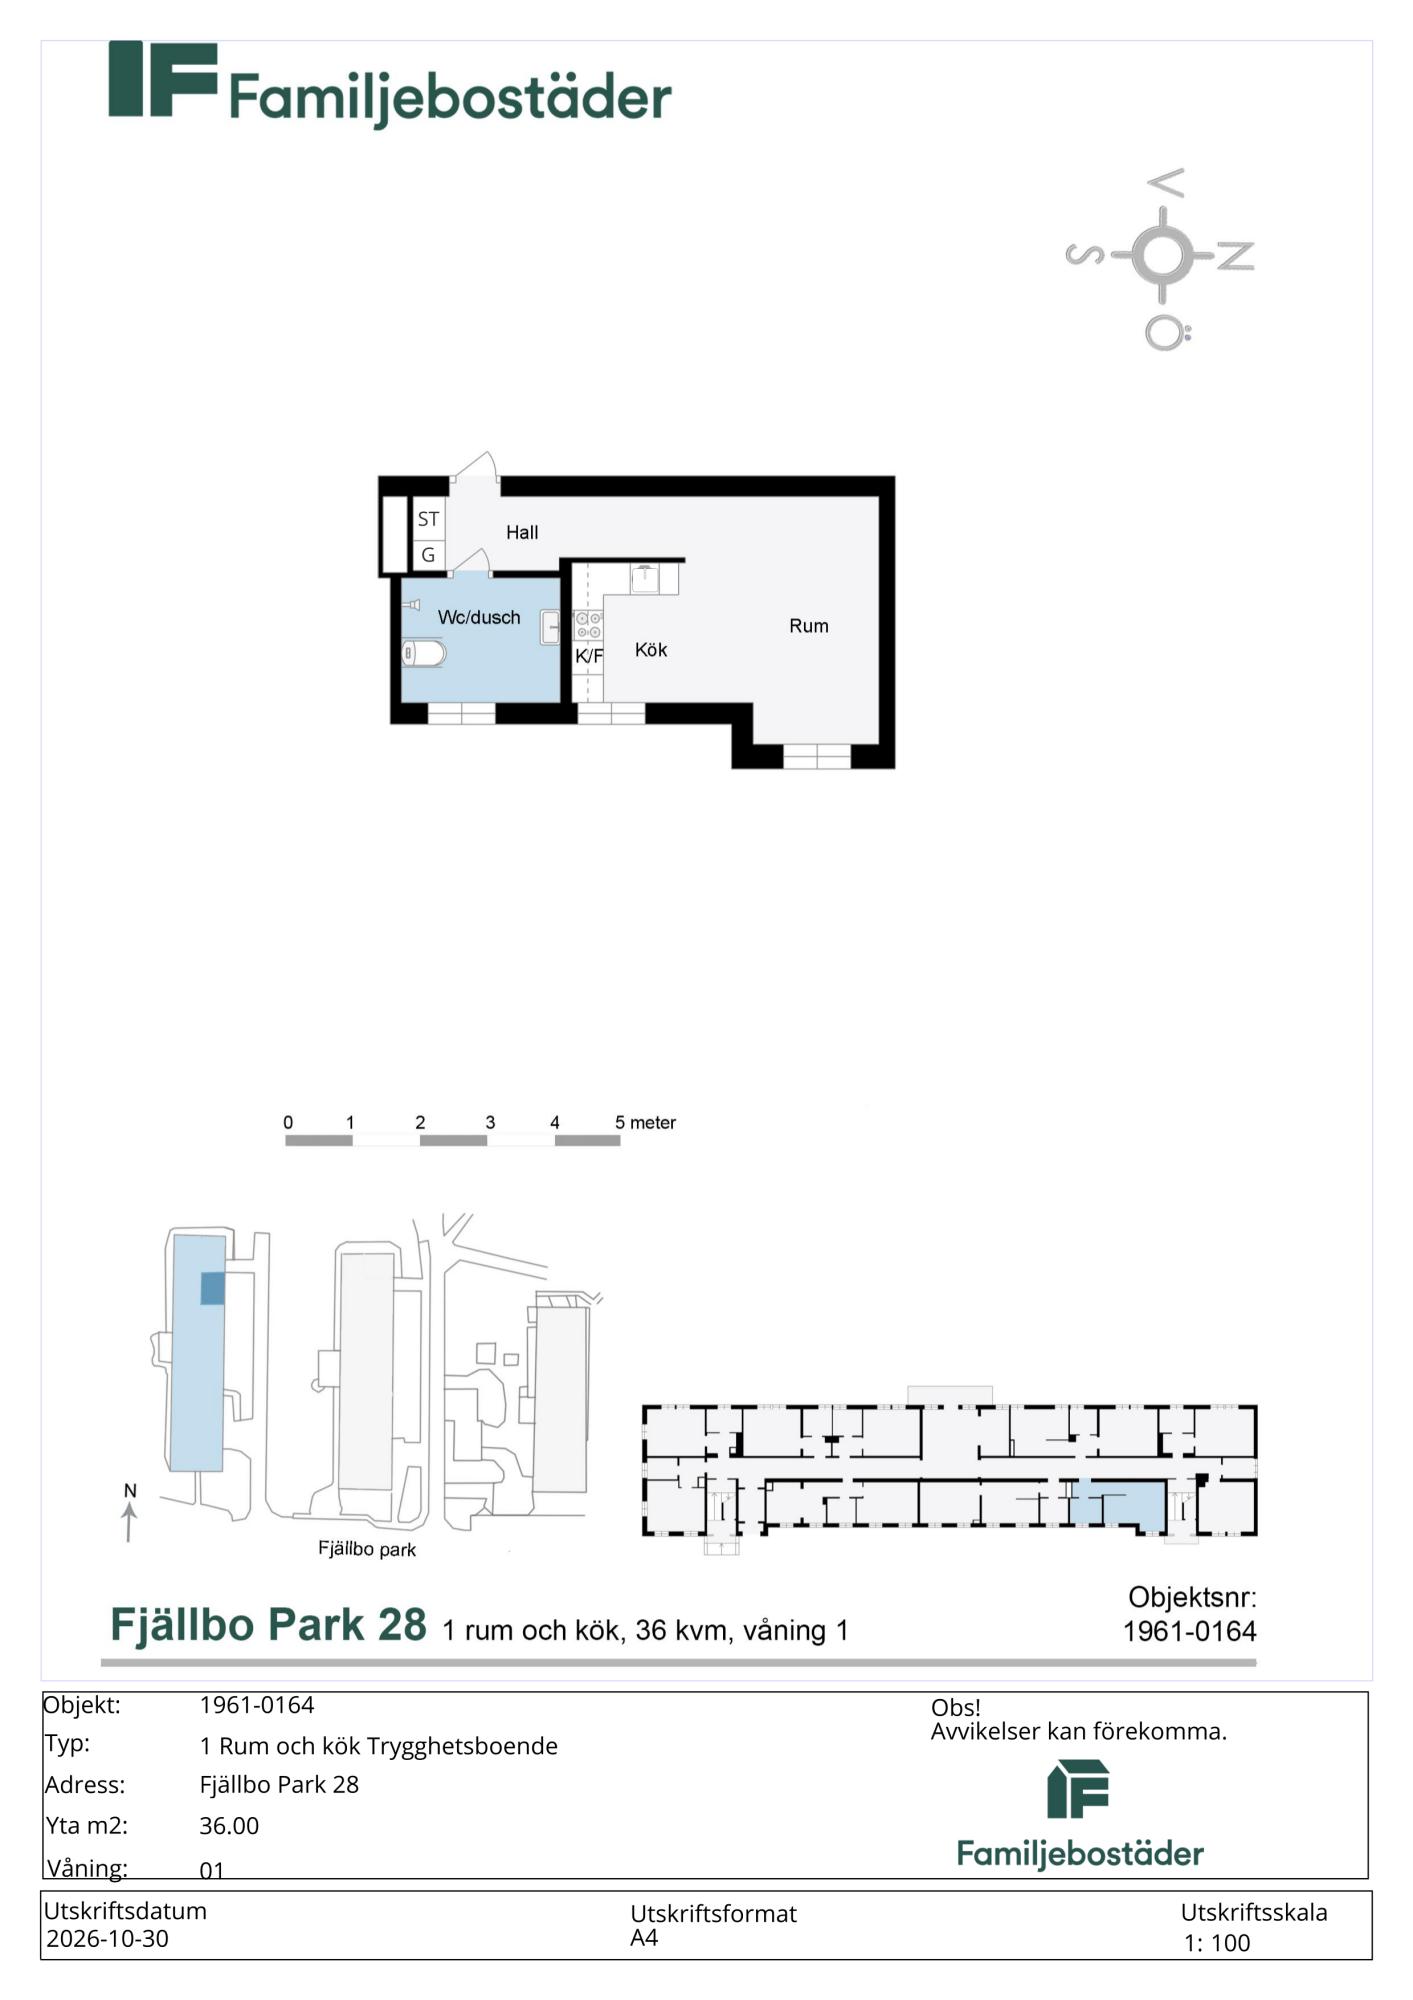 Familjebostäder
V
S
N
Ö
ST
Hall
G
Wc/dusch
Rum
Kök
K/F
0 1 2 3 4 5 meter
N
Fjällbo park
Objektsnr:
Fjällbo Park 28 1 rum och kök, 36 kvm, våning 1
1961-0164
Objekt: 1961-0164
Typ: 1 Rum och kök Trygghetsboende
Adress: Fjällbo Park 28
Yta m2: 36.00
Våning: 01
Obs!
Avvikelser kan förekomma.
Familjebostäder
Utskriftsdatum
2026-10-30
Utskriftsformat
A4
Utskriftsskala
1: 100